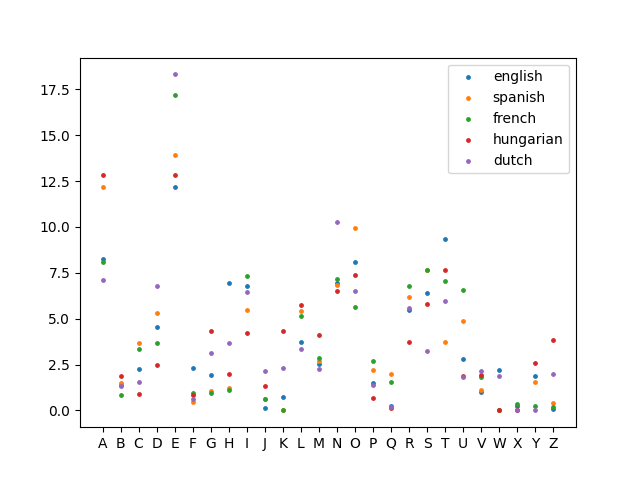 english
spanish
french
hungarian
dutch
17.5
15.0
12.5
10.0
7.5
5.0
2.5
0.0
A B C D E F G H I J K L M N O P Q R S T U V W X Y Z